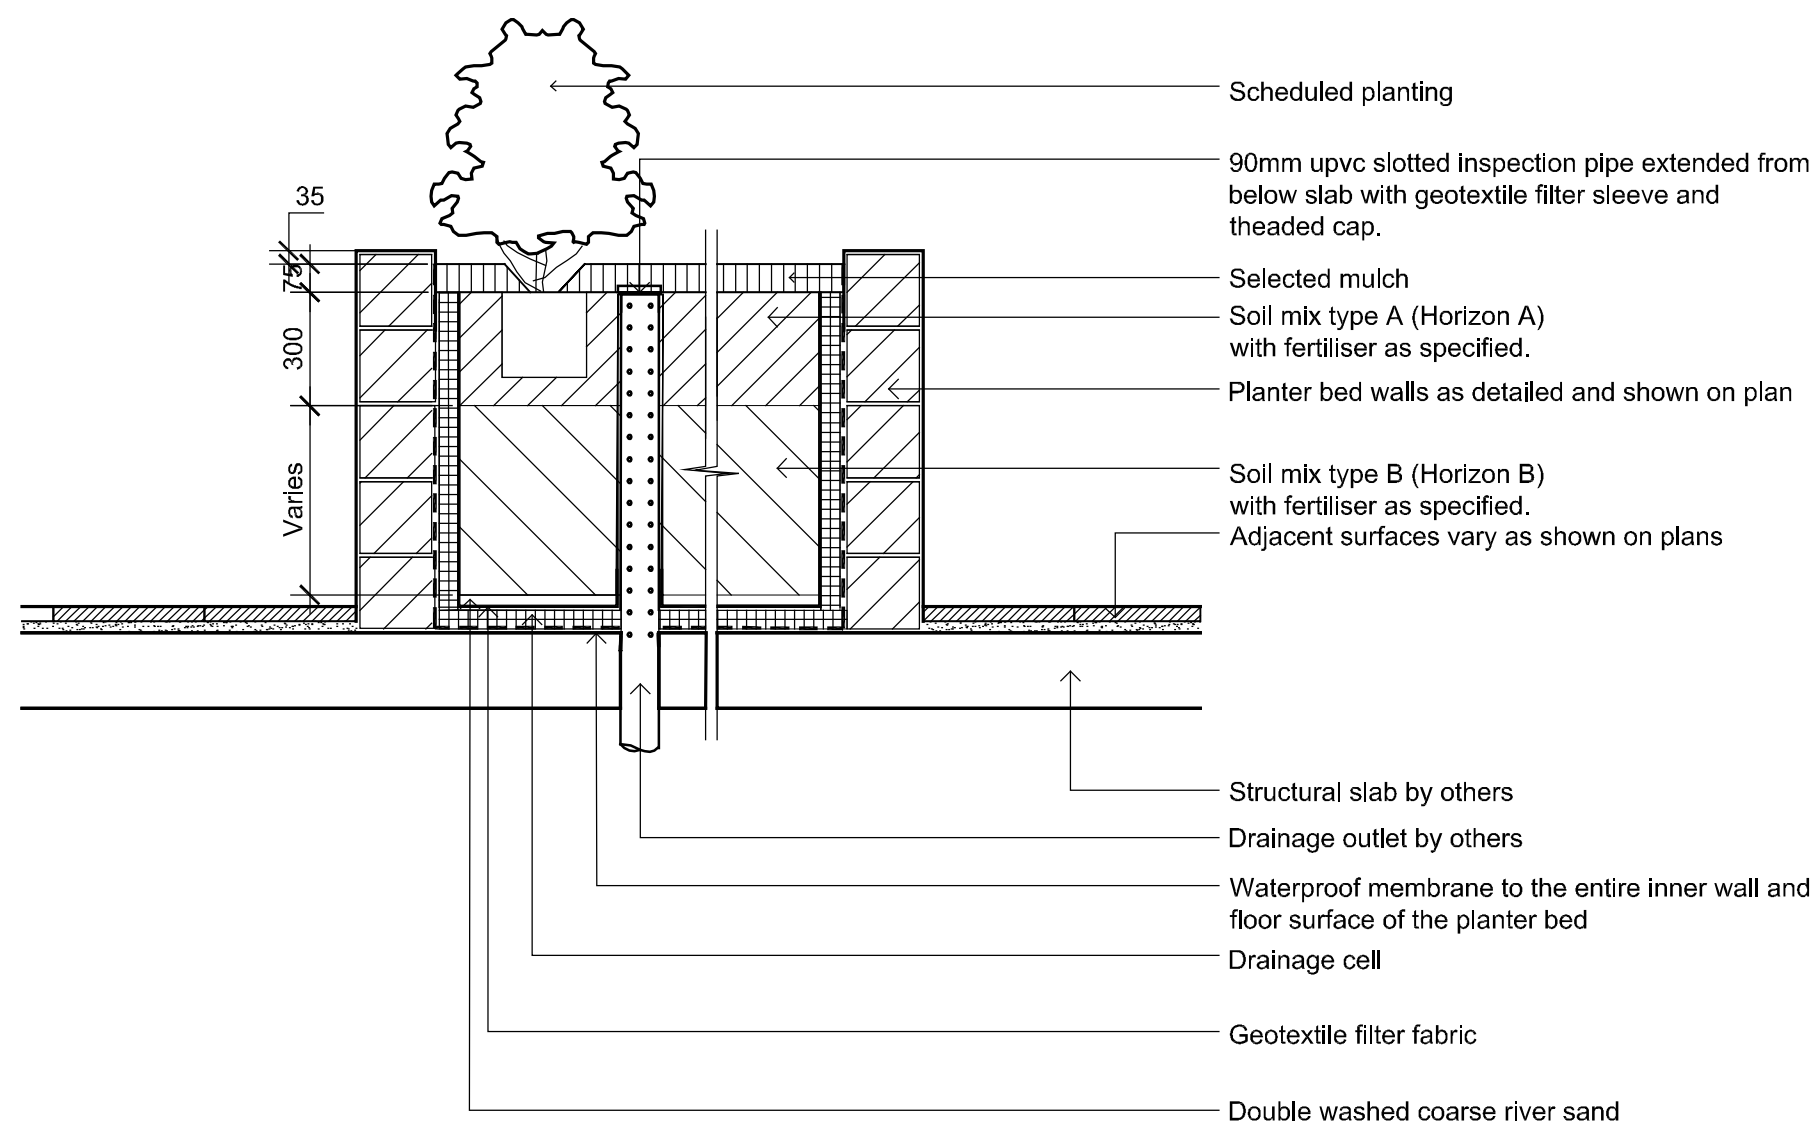 Scheduled planting
90mm upvc slotted inspection pipe extended from
below slab with geotextile filter sleeve and
theaded cap.
35
75
300
Varies
Selected mulch
Soil mix type A (Horizon A)
with fertiliser as specified.
Planter bed walls as detailed and shown on plan
Soil mix type B (Horizon B)
with fertiliser as specified.
Adjacent surfaces vary as shown on plans
Structural slab by others
Drainage outlet by others
Waterproof membrane to the entire inner wall and
floor surface of the planter bed
Drainage cell
Geotextile filter fabric
Double washed coarse river sand